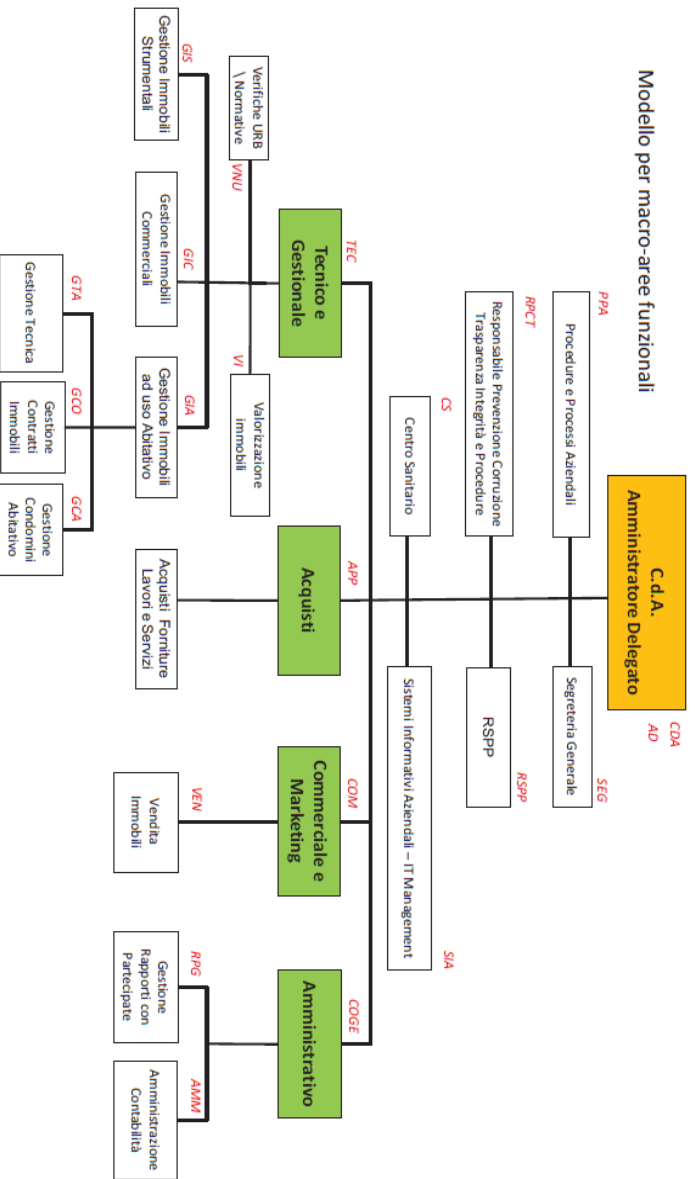 Modello per macro-aree funzionali
C.d.A.
Amministratore Delegato
CDA
AD
PPA
Procedure e Processi Aziendali
SEG
Segreteria Generale
RPCT
Responsabile Prevenzione Corruzione
Trasparenza Integrità e Procedure
RSPP
RSPP
CS
Centro Sanitario
SIA
Sistemi Informativi Aziendali – IT Management
TEC
Tecnico e
Gestionale
APP
Acquisti
COM
Commerciale e
Marketing
COGE
Amministrativo
Verifiche URB
\ Normative
VNU
VI
Valorizzazione
immobili
GIS
Gestione Immobili
Strumentali
GIC
Gestione Immobili
Commerciali
GIA
Gestione Immobili
ad uso Abitativo
Acquisti Forniture
Lavori e Servizi
VEN
Vendita
Immobili
RPG
Gestione
Rapporti con
Partecipate
AMM
Amministrazione
Contabilità
GTA
Gestione Tecnica
GCO
Gestione
Contratti
Immobili
GCA
Gestione
Condomini
Abitativo